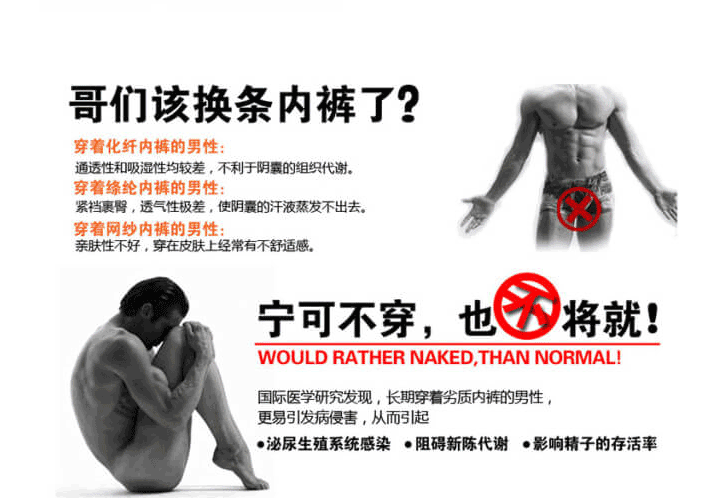 哥们该换条内裤了?
穿着化纤内裤的男性:
通透性和吸湿性均较差，不利于阴囊的组织代谢。
穿着绦纶内裤的男性:
紧裆裹臀，透气性极差，使阴囊的汗液蒸发不出去。
穿着网纱内裤的男性:
亲肤性不好，穿在皮肤上经常有不舒适感。
宁可不穿，也不将就!
WOULD RATHER NAKED,THAN NORMAL!
国际医学研究发现，长期穿着劣质内裤的男性，
更易引发病侵害，从而引起
•泌尿生殖系统感染 •阻碍新陈代谢 •影响精子的存活率